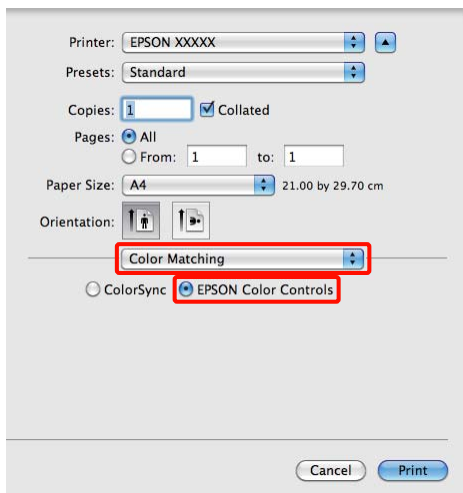 Printer: EPSON XXXXX
Presets: Standard
Copies: 1 Collated
Pages: All
From: 1 to: 1
Paper Size: A4 21.00 by 29.70 cm
Orientation:
Color Matching
ColorSync EPSON Color Controls
Cancel Print